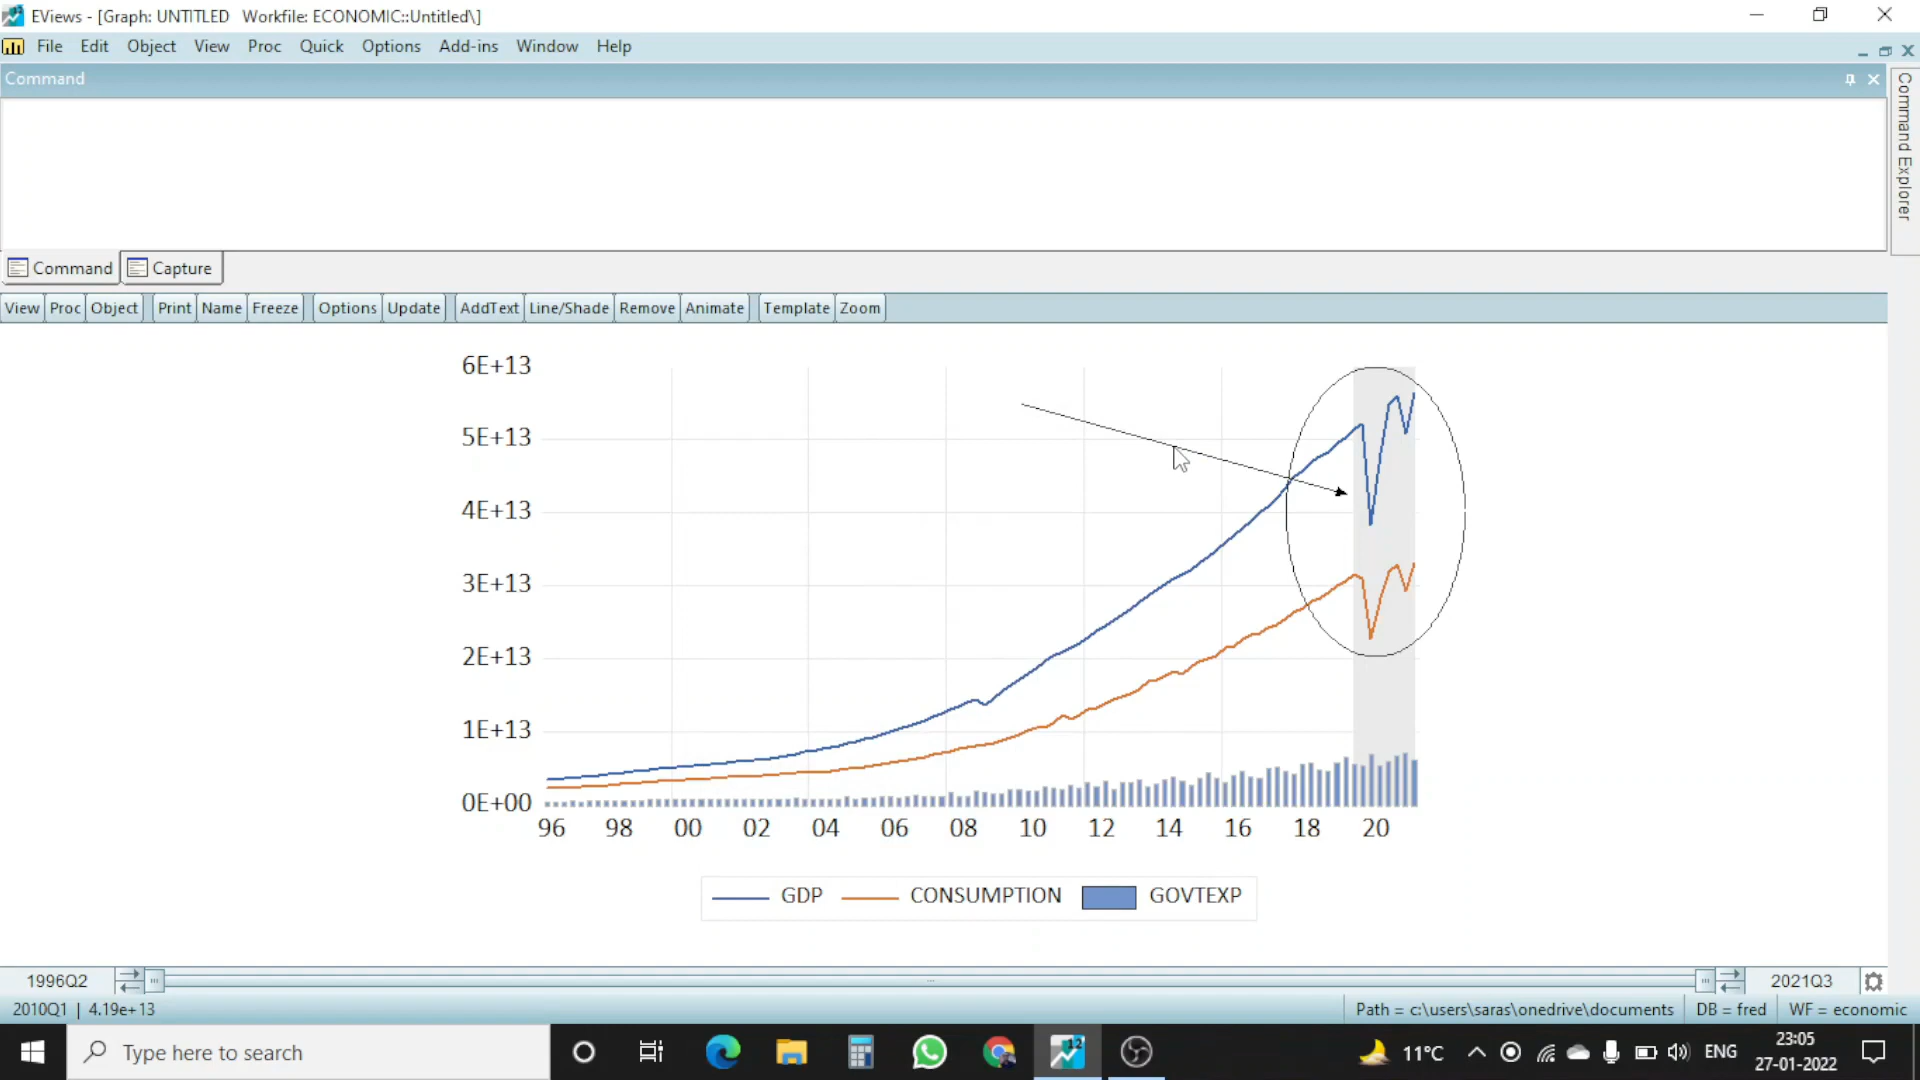 EViews - [Graph: UNTITLED   Workfile: ECONOMIC::Untitled\]
File Edit Object View Proc Quick Options Add-ins Window Help
Command
Command Explorer
Command Capture
View Proc Object Print Name Freeze Options Update AddText Line/Shade Remove Animate Template Zoom
6E+13
5E+13
4E+13
3E+13
2E+13
1E+13
0E+00
96 98 00 02 04 06 08 10 12 14 16 18 20
GDP CONSUMPTION GOVTEXP
1996Q2 2021Q3
2010Q1 | 4.19e+13 Path = c:\users\saras\onedrive\documents DB = fred WF = economic
12
Type here to search 11°C ENG
23:05
27-01-2022